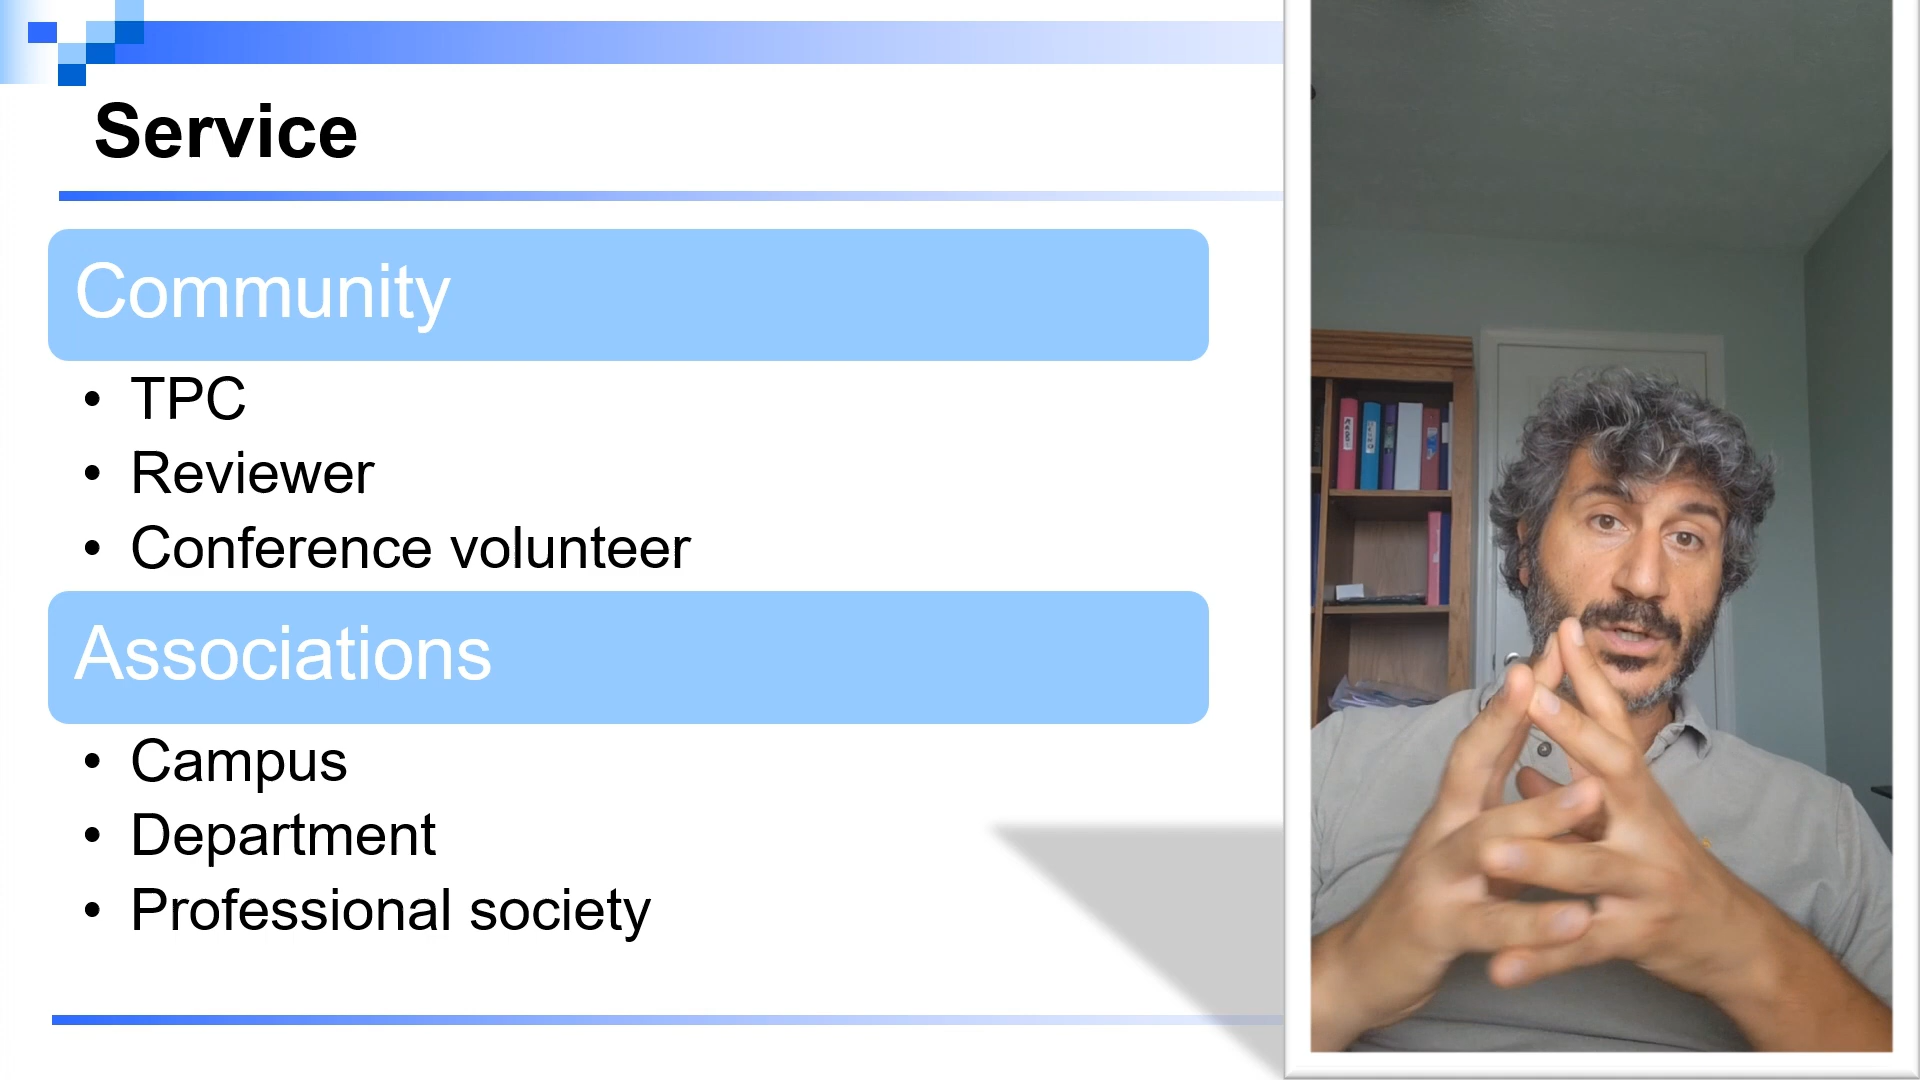 Service
Community
• TPC
• Reviewer
• Conference volunteer
Associations
• Campus
• Department
• Professional society